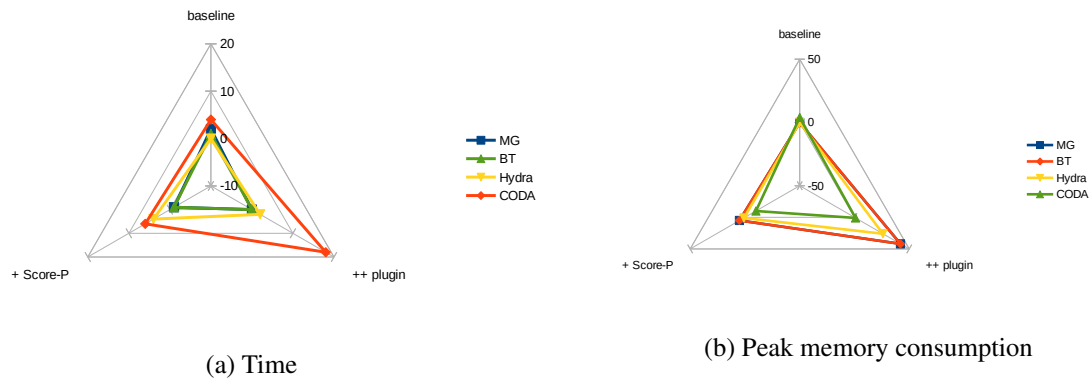 baseline
20
10
0
-10
+ Score-P
++ plugin
MG
BT
Hydra
CODA
(a) Time
baseline
50
0
-50
+ Score-P
++ plugin
MG
BT
Hydra
CODA
(b) Peak memory consumption